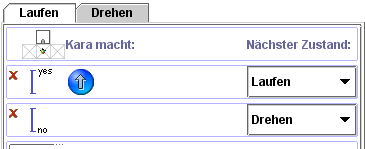 Laufen Drehen
Kara macht: Nächster Zustand:
yes Laufen
no Drehen